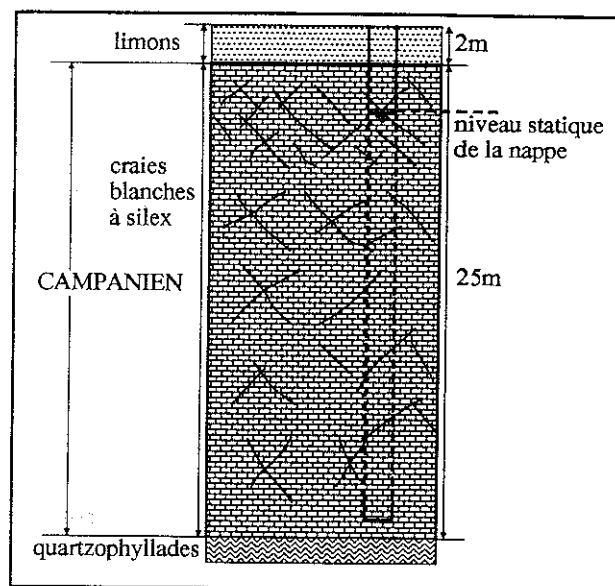 limons
2m
niveau statique
de la nappe
craies
blanches
à silex
CAMPANIEN
25m
quartzophyllades